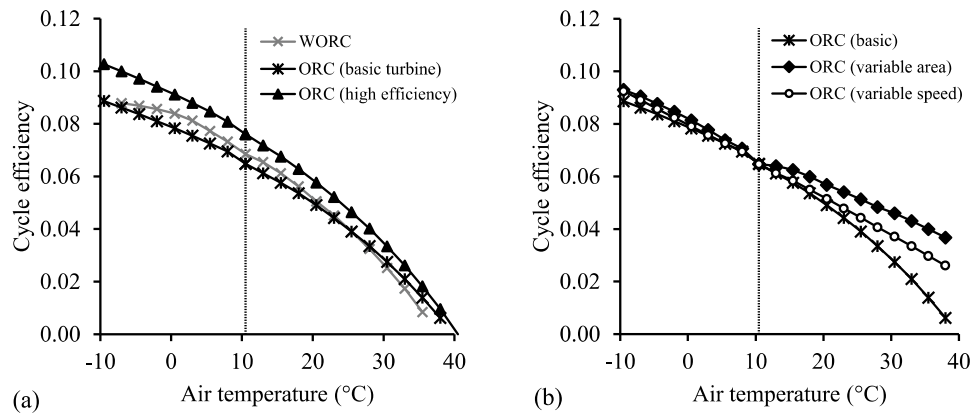 0.12
0.10
0.08
0.06
0.04
0.02
0.00
Cycle efficiency
WORC
ORC (basic turbine)
ORC (high efficiency)
-10 0 10 20 30 40
Air temperature (°C)
(a)
0.12
0.10
0.08
0.06
0.04
0.02
0.00
Cycle efficiency
ORC (basic)
ORC (variable area)
ORC (variable speed)
-10 0 10 20 30 40
Air temperature (°C)
(b)